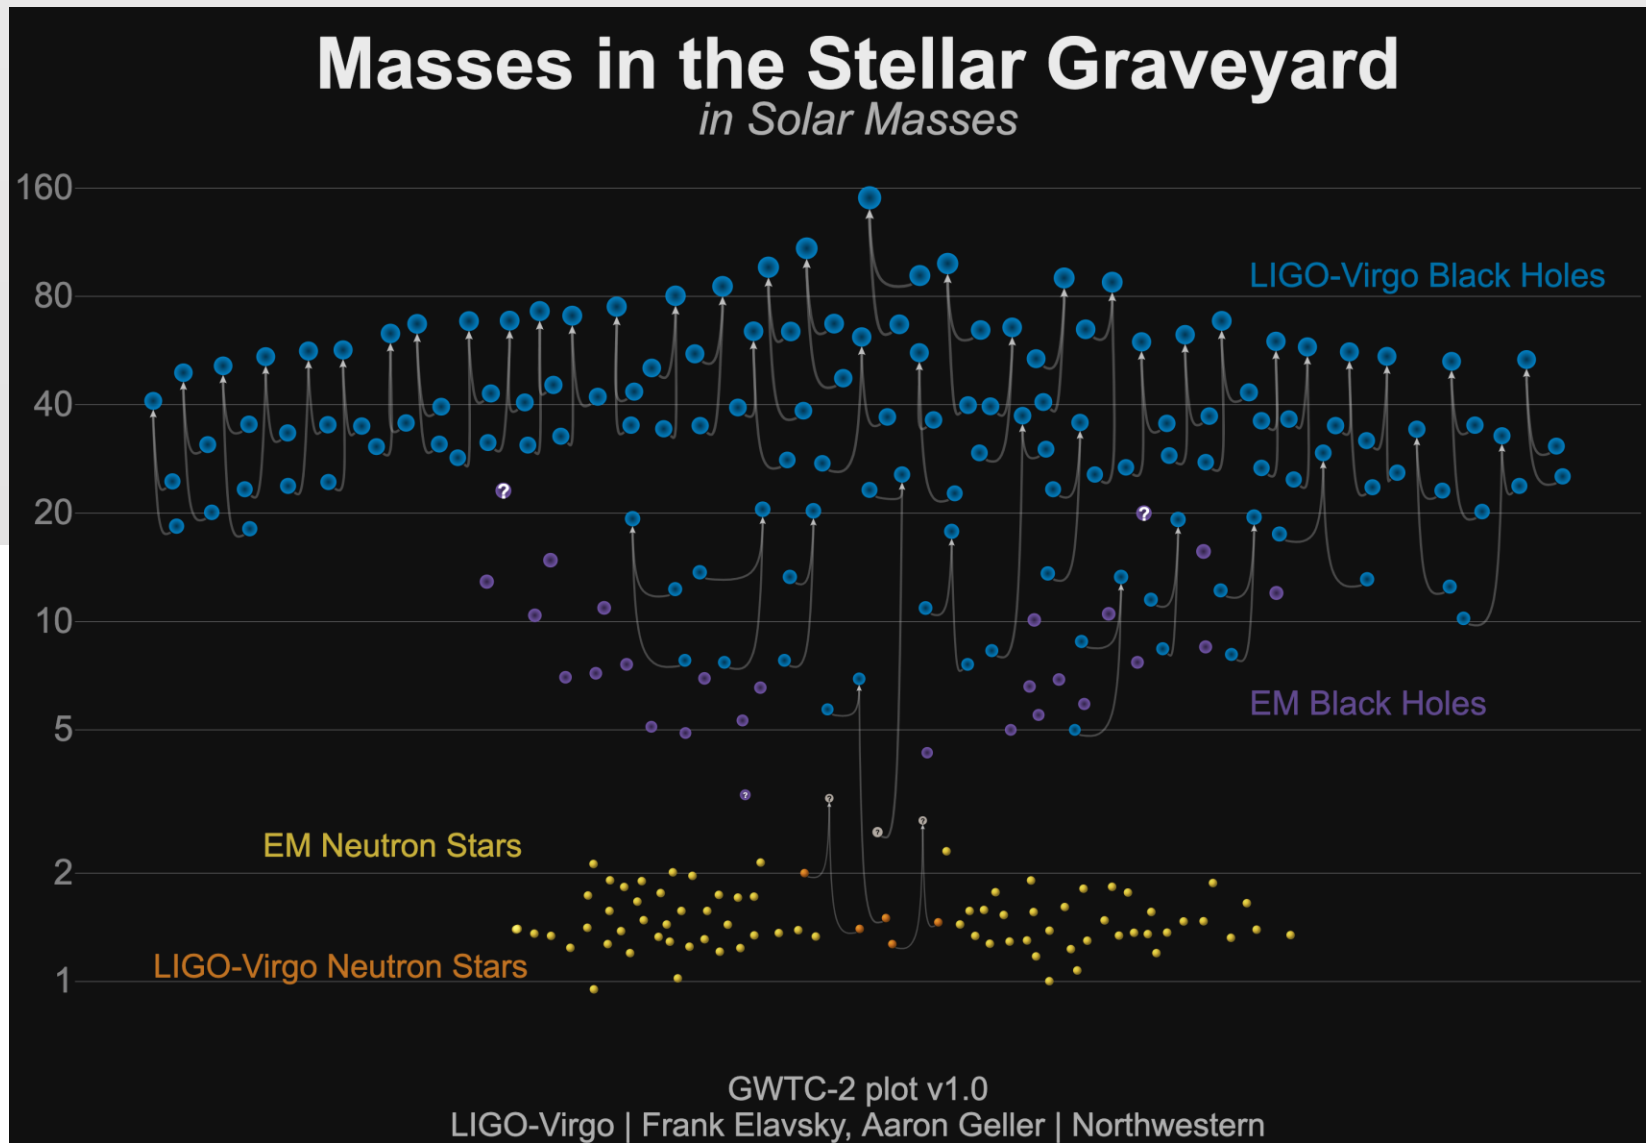 Masses in the Stellar Graveyard
in Solar Masses
160
LIGO-Virgo Black Holes
80
40
?
20
?
10
EM Black Holes
5
?
?
?
?
EM Neutron Stars
2
LIGO-Virgo Neutron Stars
1
GWTC-2 plot v1.0
LIGO-Virgo | Frank Elavsky, Aaron Geller | Northwestern